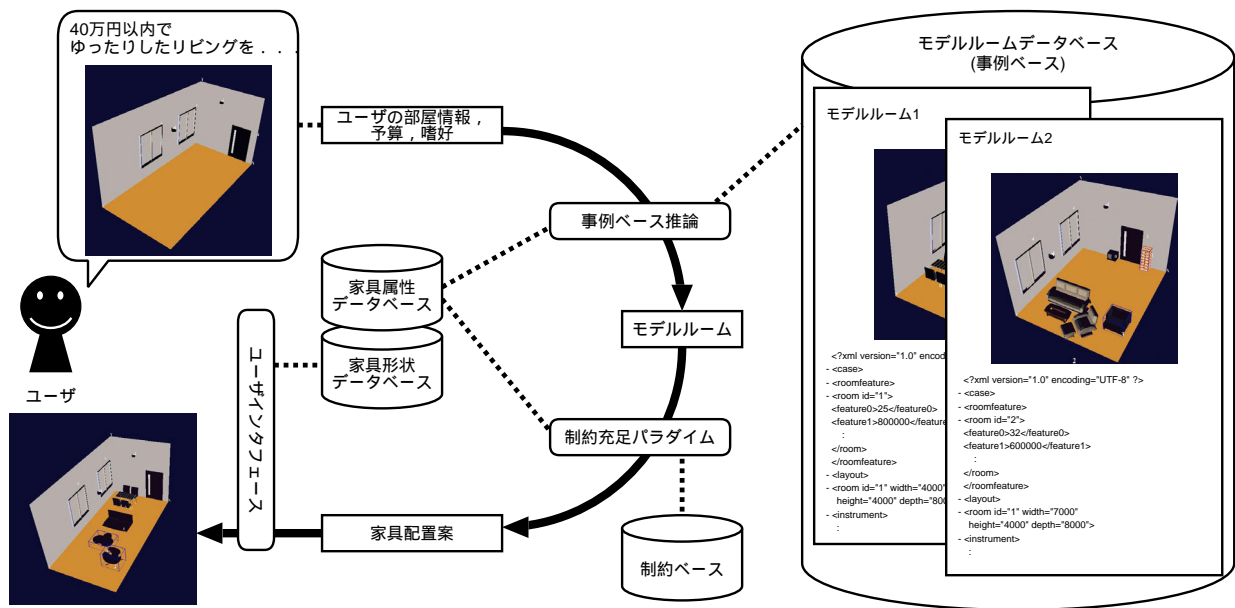 40万円以内で
ゆったりしたリビングを．．．
ユーザの部屋情報，
予算，嗜好
事例ベース推論
家具属性
データベース
家具形状
データベース
モデルルーム
制約充足パラダイム
制約ベース
家具配置案
ユーザインタフェース
ユーザ
モデルルームデータベース
(事例ベース)
モデルルーム1
<?xml version="1.0" encod
- <case>
- <roomfeature>
- <room id="1">
<feature0>25</feature0>
<feature1>800000</feature
:
</room>
</roomfeature>
- <layout>
- <room id="1" width="4000"
height="4000" depth="800
- <instrument>
:
モデルルーム2
2
<?xml version="1.0" encoding="UTF-8" ?>
- <case>
- <roomfeature>
- <room id="2">
<feature0>32</feature0>
<feature1>600000</feature1>
:
</room>
</roomfeature>
- <layout>
- <room id="1" width="7000"
height="4000" depth="8000">
- <instrument>
: